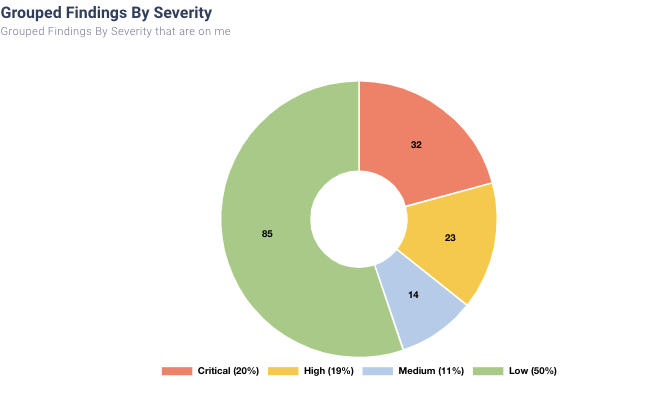 Grouped Findings By Severity
Grouped Findings By Severity that are on me
32
23
14
85
Critical (20%) High (19%) Medium (11%) Low (50%)